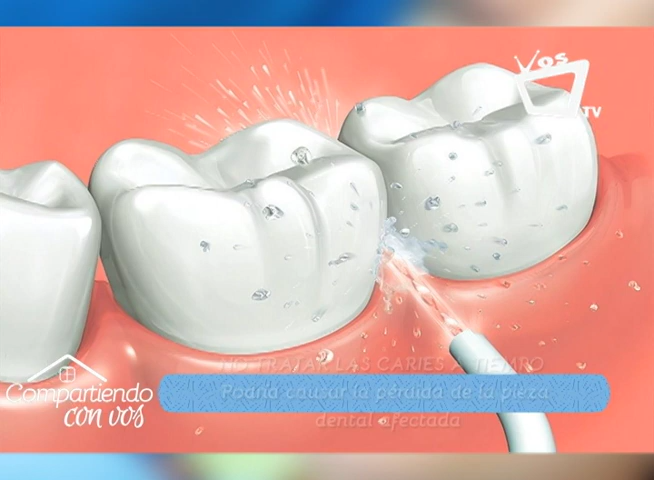 VOS
TV
NO TRATAR LAS CARIES A TIEMPO
Podría causar la pérdida de la pieza
dental afectada
Compartiendo
con vos